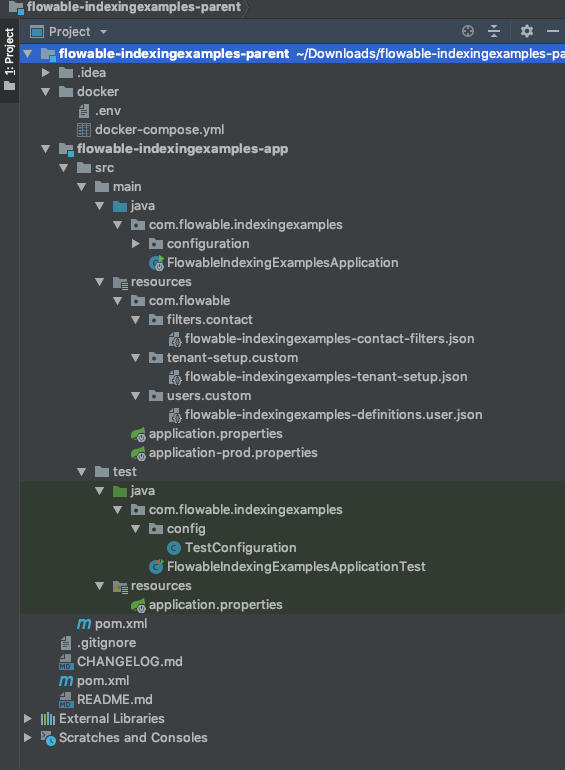 flowable-indexingexamples-parent
1: Project
Project
flowable-indexingexamples-parent ~/Downloads/flowable-indexingexamples-pa
.idea
docker
.env
docker-compose.yml
flowable-indexingexamples-app
src
main
java
com.flowable.indexingexamples
configuration
FlowableIndexingExamplesApplication
resources
com.flowable
filters.contact
flowable-indexingexamples-contact-filters.json
tenant-setup.custom
flowable-indexingexamples-tenant-setup.json
users.custom
flowable-indexingexamples-definitions.user.json
application.properties
application-prod.properties
test
java
com.flowable.indexingexamples
config
TestConfiguration
FlowableIndexingExamplesApplicationTest
resources
application.properties
pom.xml
.gitignore
CHANGELOG.md
pom.xml
README.md
External Libraries
Scratches and Consoles